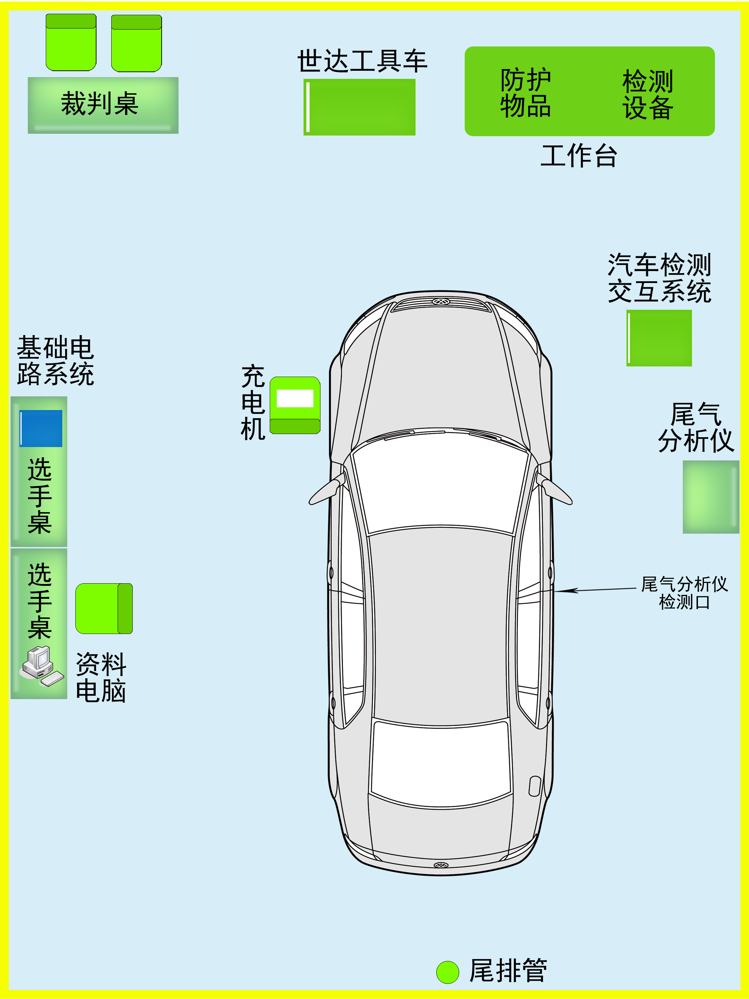 世达工具车
裁判桌
防护
物品
检测
设备
工作台
汽车检测
交互系统
基础电
路系统
充
电
机
尾气
分析仪
选
手
桌
选
手
桌
尾气分析仪
检测口
资料
电脑
尾排管